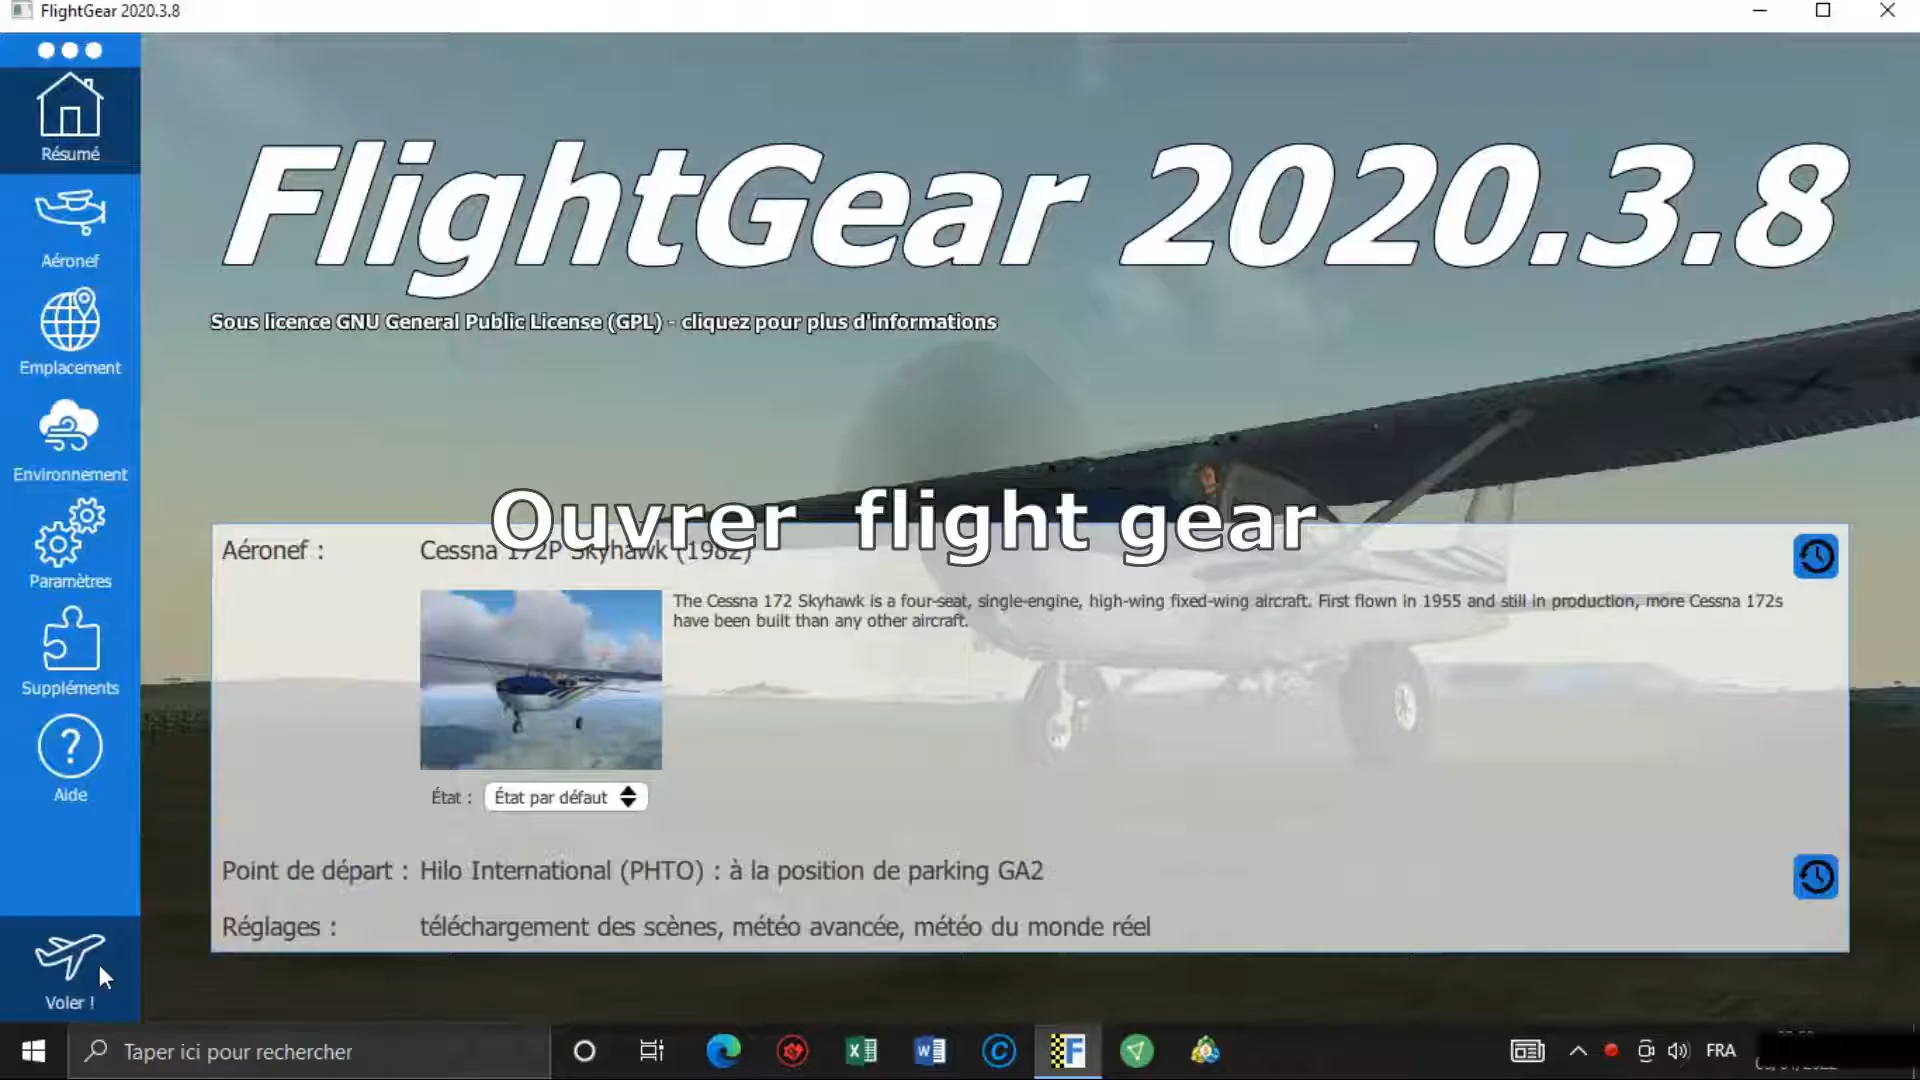 FlightGear 2020.3.8
Résumé
Aéronef
Emplacement
Environnement
Paramètres
Suppléments
Aide
Voler !
FlightGear 2020.3.8
Sous licence GNU General Public License (GPL) - cliquez pour plus d'informations
Ouvrer flight gear
Aéronef : Cessna 172P Skyhawk (1982)
The Cessna 172 Skyhawk is a four-seat, single-engine, high-wing fixed-wing aircraft. First flown in 1955 and still in production, more Cessna 172s
have been built than any other aircraft.
État : État par défaut
Point de départ : Hilo International (PHTO) : à la position de parking GA2
Réglages : téléchargement des scènes, météo avancée, météo du monde réel
Taper ici pour rechercher
FRA